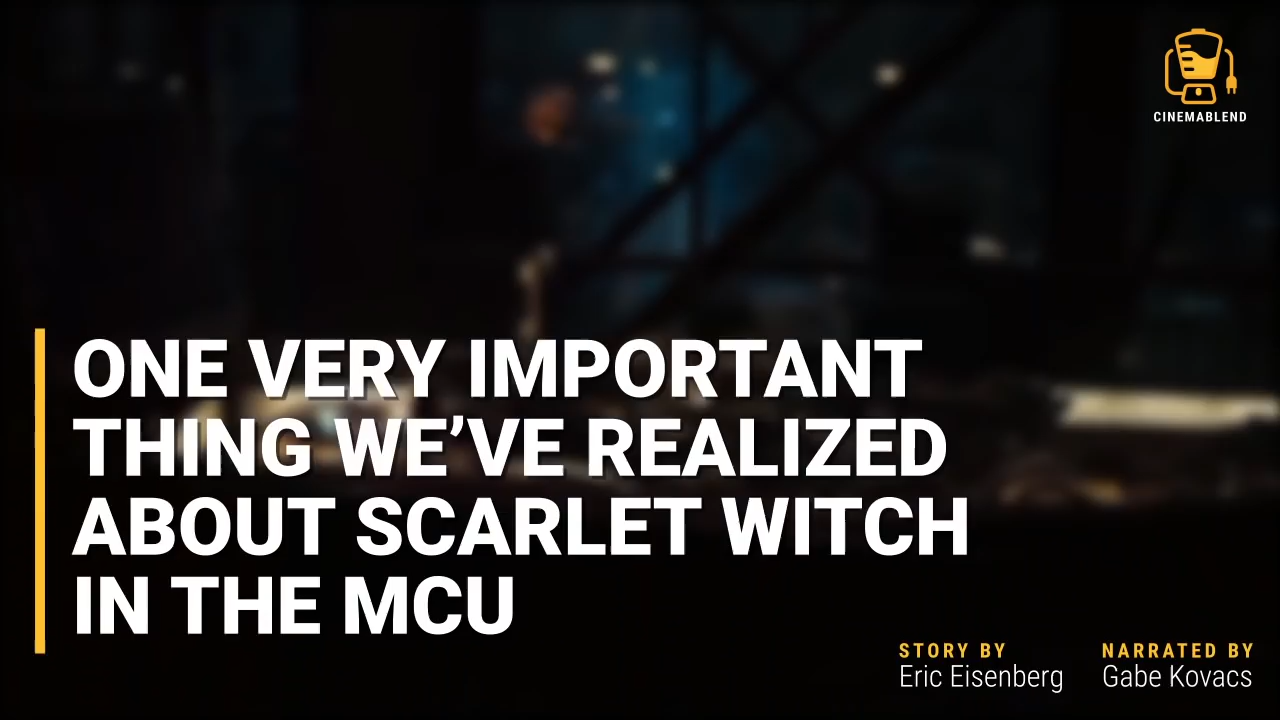 CINEMABLEND
ONE VERY IMPORTANT
THING WE’VE REALIZED
ABOUT SCARLET WITCH
IN THE MCU
STORY BY
Eric Eisenberg
NARRATED BY
Gabe Kovacs